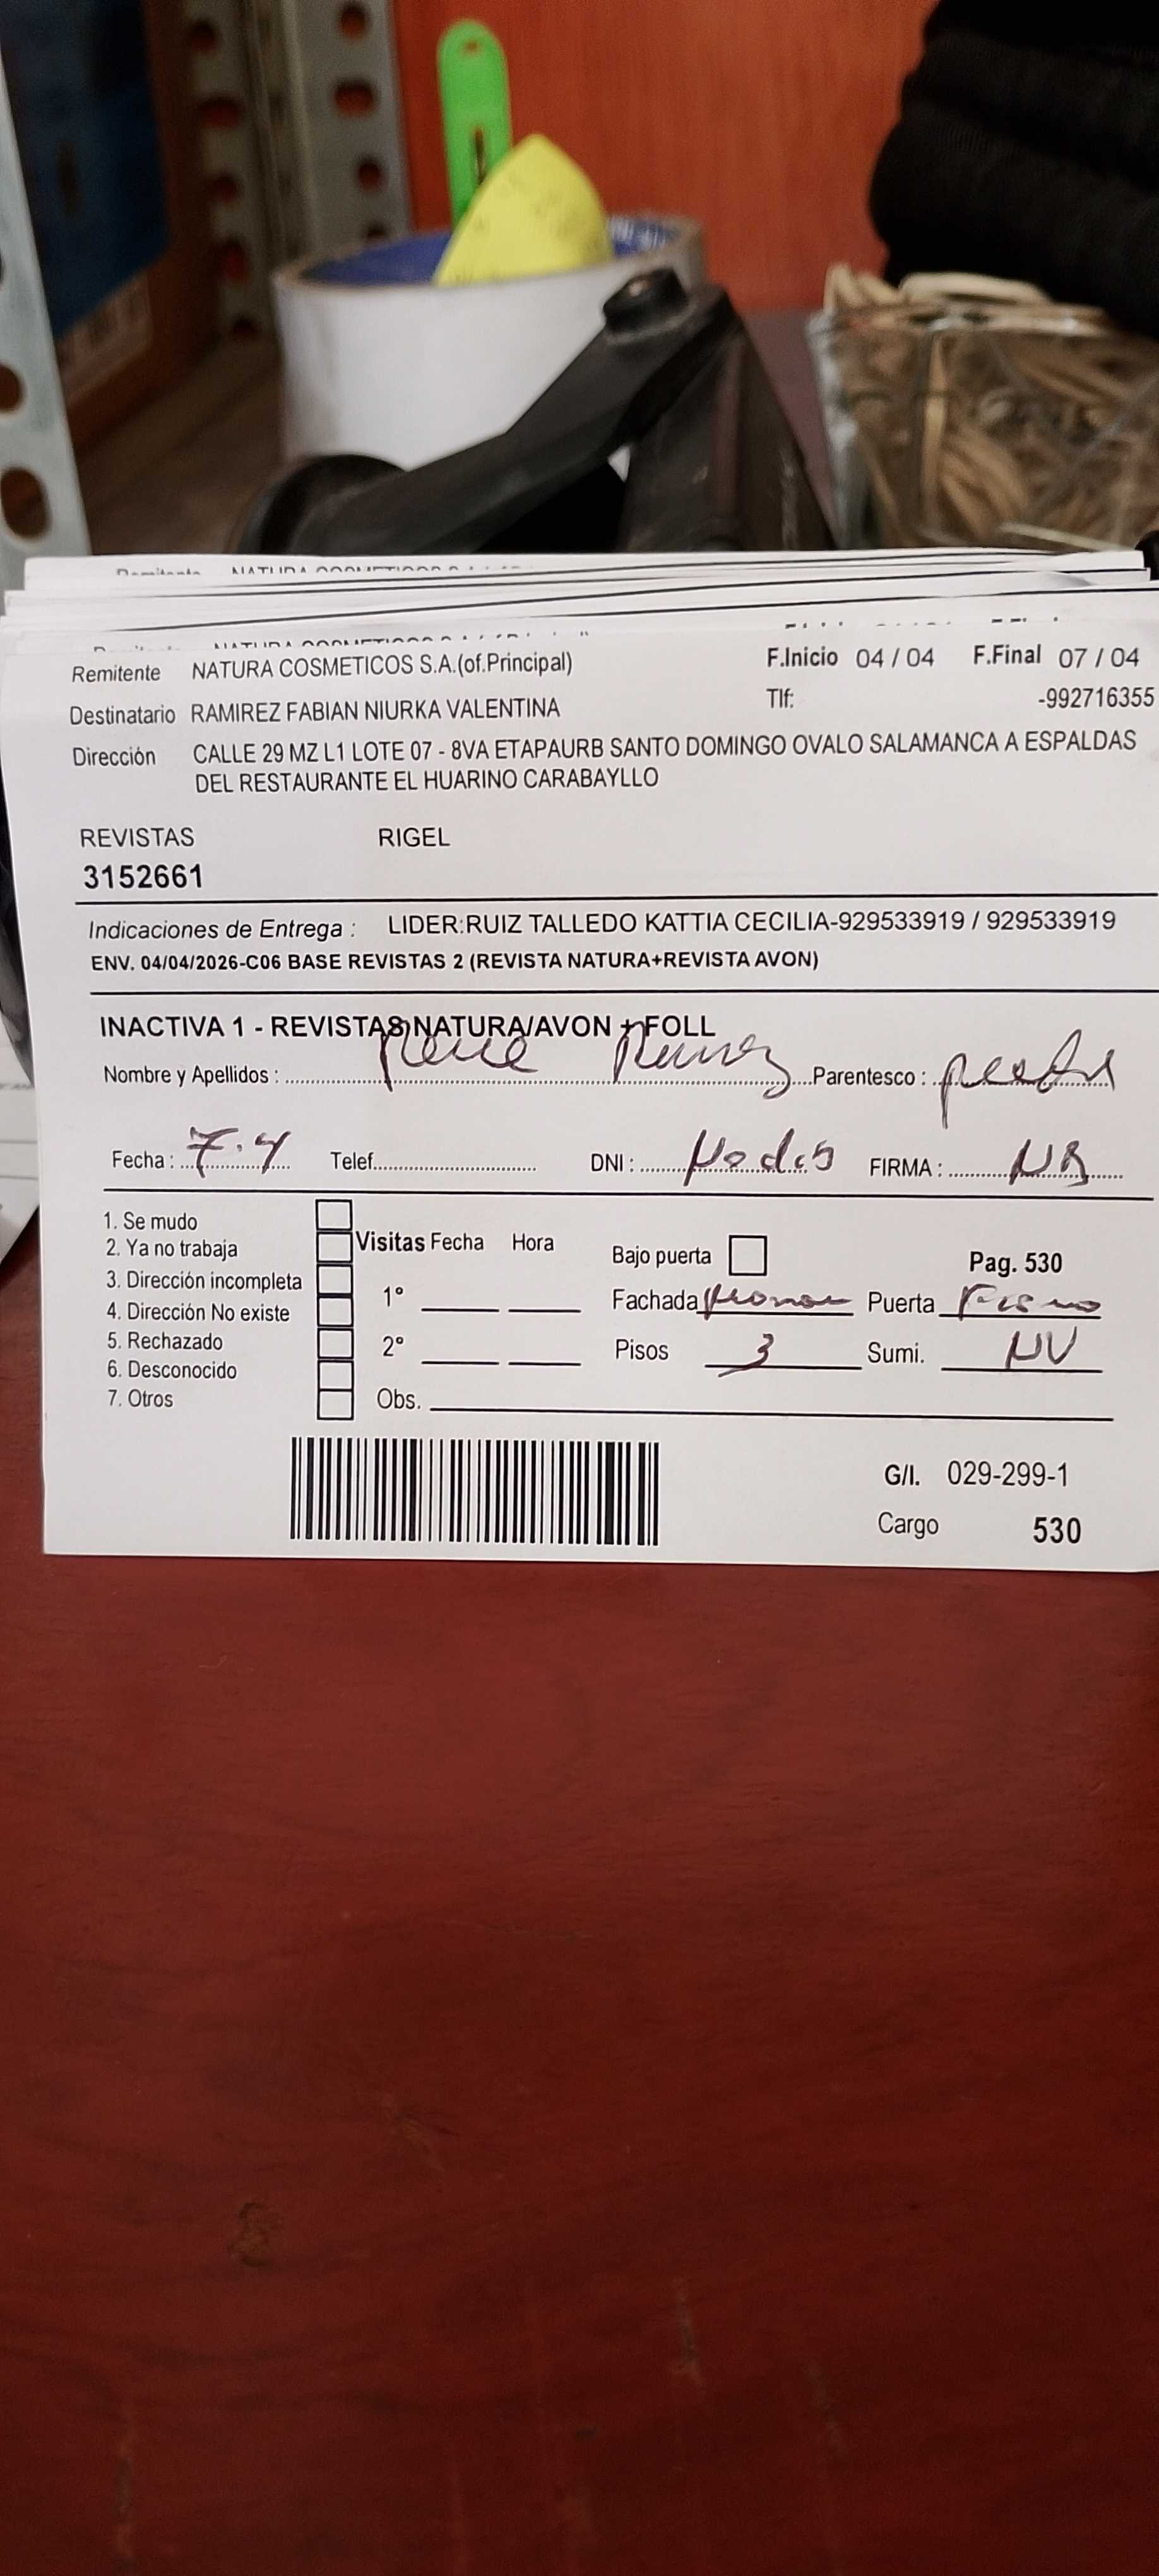 Remitente NATURA COSMETICOS S.A.(of.Principal) F.Inicio 04 / 04 F.Final 07 / 04
Destinatario RAMIREZ FABIAN NIURKA VALENTINA Tlf: -992716355
Dirección CALLE 29 MZ L1 LOTE 07 - 8VA ETAPAURB SANTO DOMINGO OVALO SALAMANCA A ESPALDAS
DEL RESTAURANTE EL HUARINO CARABAYLLO
REVISTAS RIGEL
3152661
Indicaciones de Entrega : LIDER:RUIZ TALLEDO KATTIA CECILIA-929533919 / 929533919
ENV. 04/04/2026-C06 BASE REVISTAS 2 (REVISTA NATURA+REVISTA AVON)
INACTIVA 1 - REVISTAS NATURA/AVON + FOLL
Nombre y Apellidos : Parentesco :
Fecha : 7.4 Telef. DNI : FIRMA :
1. Se mudo
2. Ya no trabaja Visitas Fecha Hora Bajo puerta Pag. 530
3. Dirección incompleta 1° Fachada Puerta
4. Dirección No existe
5. Rechazado 2° Pisos 3 Sumi. NV
6. Desconocido
7. Otros Obs.
G/I. 029-299-1
Cargo 530